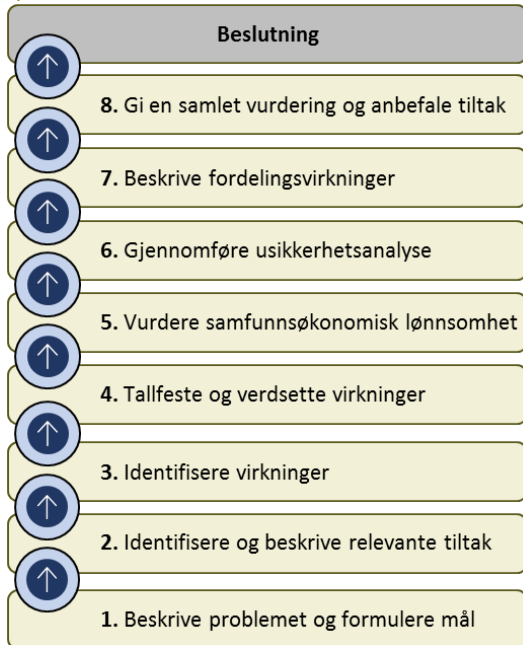 Beslutning
8. Gi en samlet vurdering og anbefale tiltak
7. Beskrive fordelingsvirkninger
6. Gjennomføre usikkerhetsanalyse
5. Vurdere samfunnsøkonomisk lønnsomhet
4. Tallfeste og verdsette virkninger
3. Identifisere virkninger
2. Identifisere og beskrive relevante tiltak
1. Beskrive problemet og formulere mål